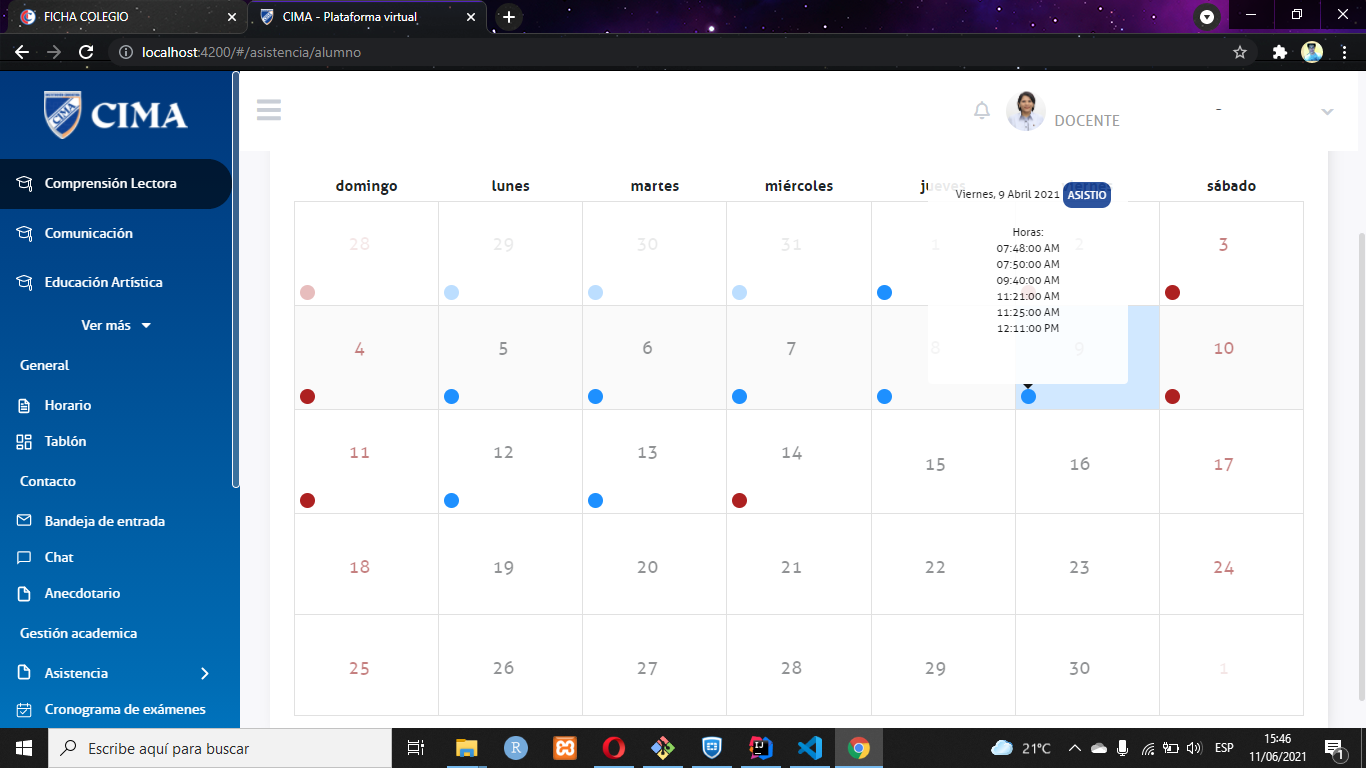 FICHA COLEGIO
CIMA - Plataforma virtual
localhost:4200/#/asistencia/alumno
CIMA
CIMA
DOCENTE
-
Comprensión Lectora
Comunicación
Educación Artística
Ver más
General
Horario
Tablón
Contacto
Bandeja de entrada
Chat
Anecdotario
Gestión academica
Asistencia
Cronograma de exámenes
domingo lunes martes miércoles jueves sábado
Viernes, 9 Abril 2021 ASISTIO
Horas:
07:48:00 AM
07:50:00 AM
09:40:00 AM
11:21:00 AM
11:25:00 AM
12:11:00 PM
28 29 30 31 1 2 3
4 5 6 7 8 9 10
11 12 13 14 15 16 17
18 19 20 21 22 23 24
25 26 27 28 29 30 1
Escribe aquí para buscar
R
IJ
21°C
ESP
15:46
11/06/2021
1